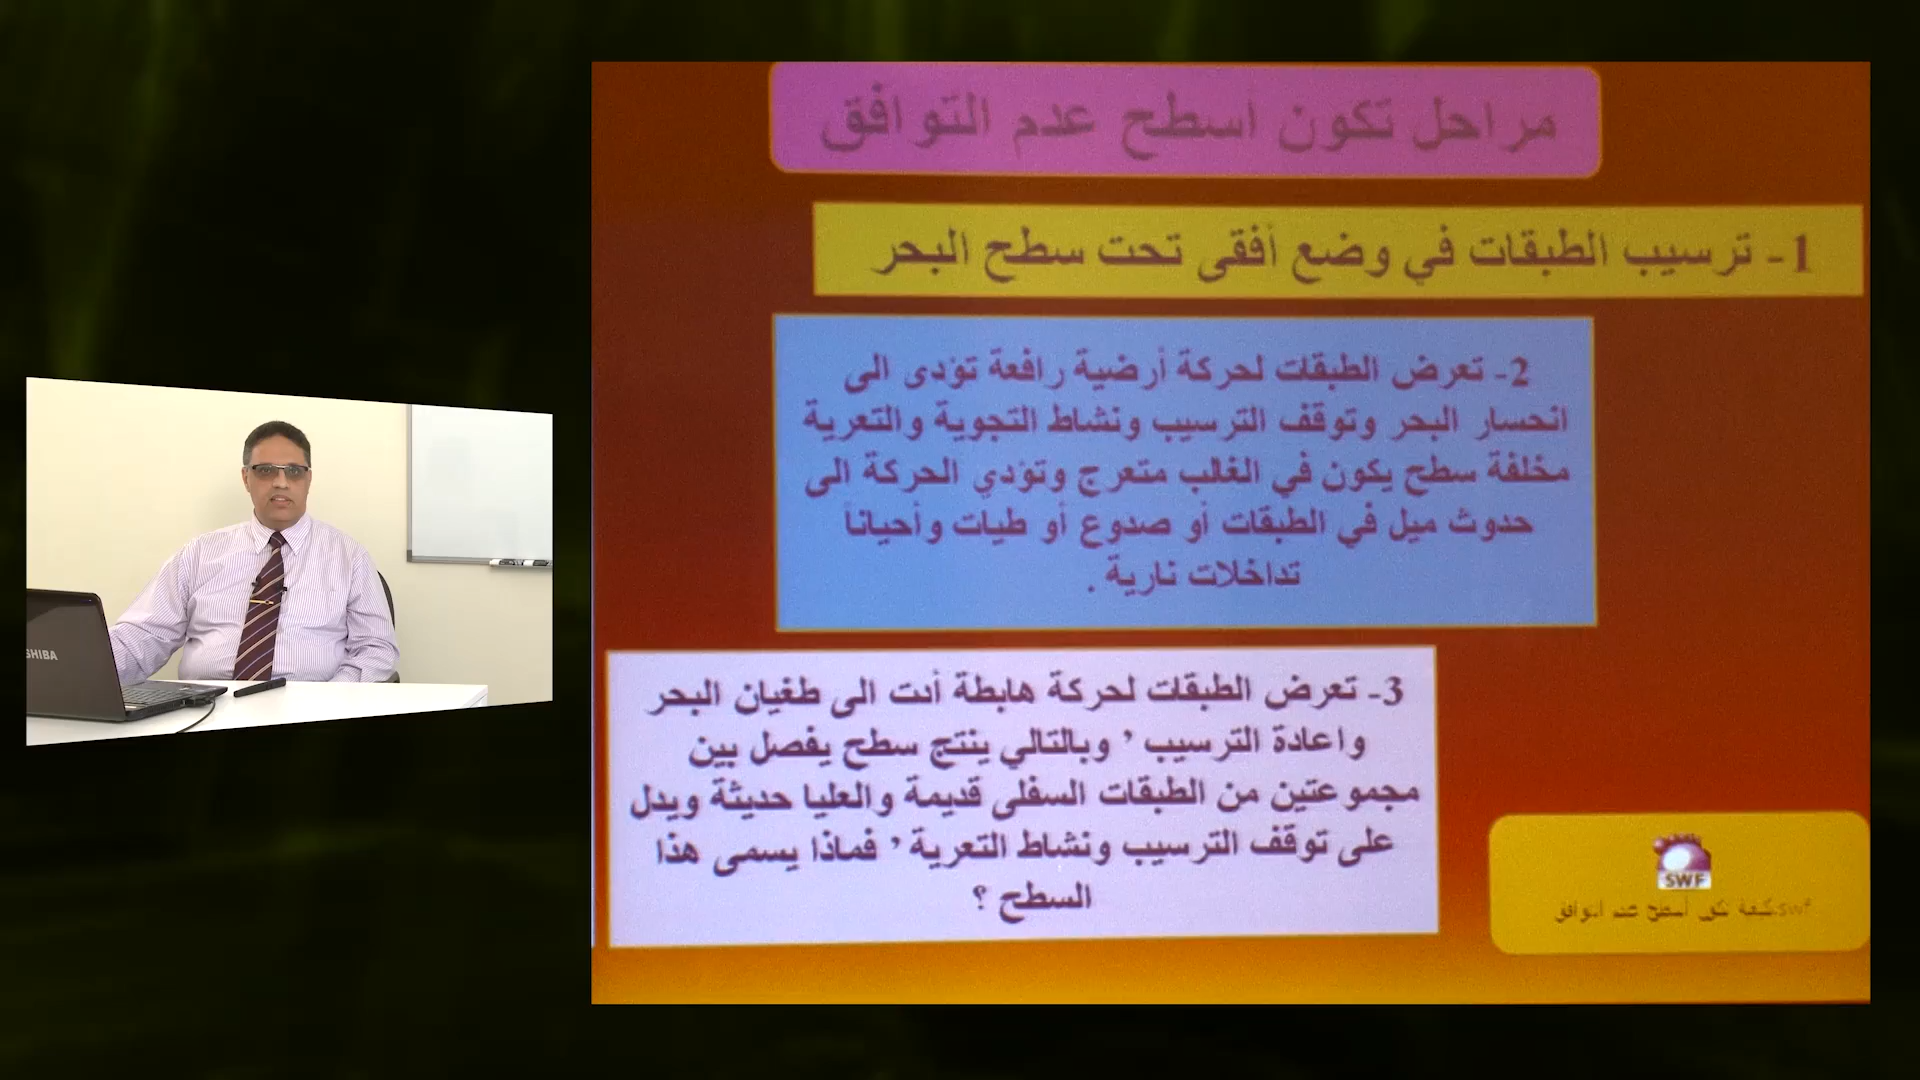 مراحل تكون اسطح عدم التوافق
1- ترسيب الطبقات في وضع أفقى تحت سطح البحر
2- تعرض الطبقات لحركة أرضية رافعة تؤدى الى
انحسار البحر وتوقف الترسيب ونشاط التجوية والتعرية
مخلفة سطح يكون في الغالب متعرج وتؤدي الحركة الى
حدوث ميل في الطبقات أو صدوع أو طيات وأحياناً
تداخلات نارية .
3- تعرض الطبقات لحركة هابطة أدت الى طغيان البحر
واعادة الترسيب ’ وبالتالي ينتج سطح يفصل بين
مجموعتين من الطبقات السفلى قديمة والعليا حديثة ويدل
على توقف الترسيب ونشاط التعرية ’ فماذا يسمى هذا
السطح ؟
SWF
أسطح عدم التوافق.swf
SHIBA